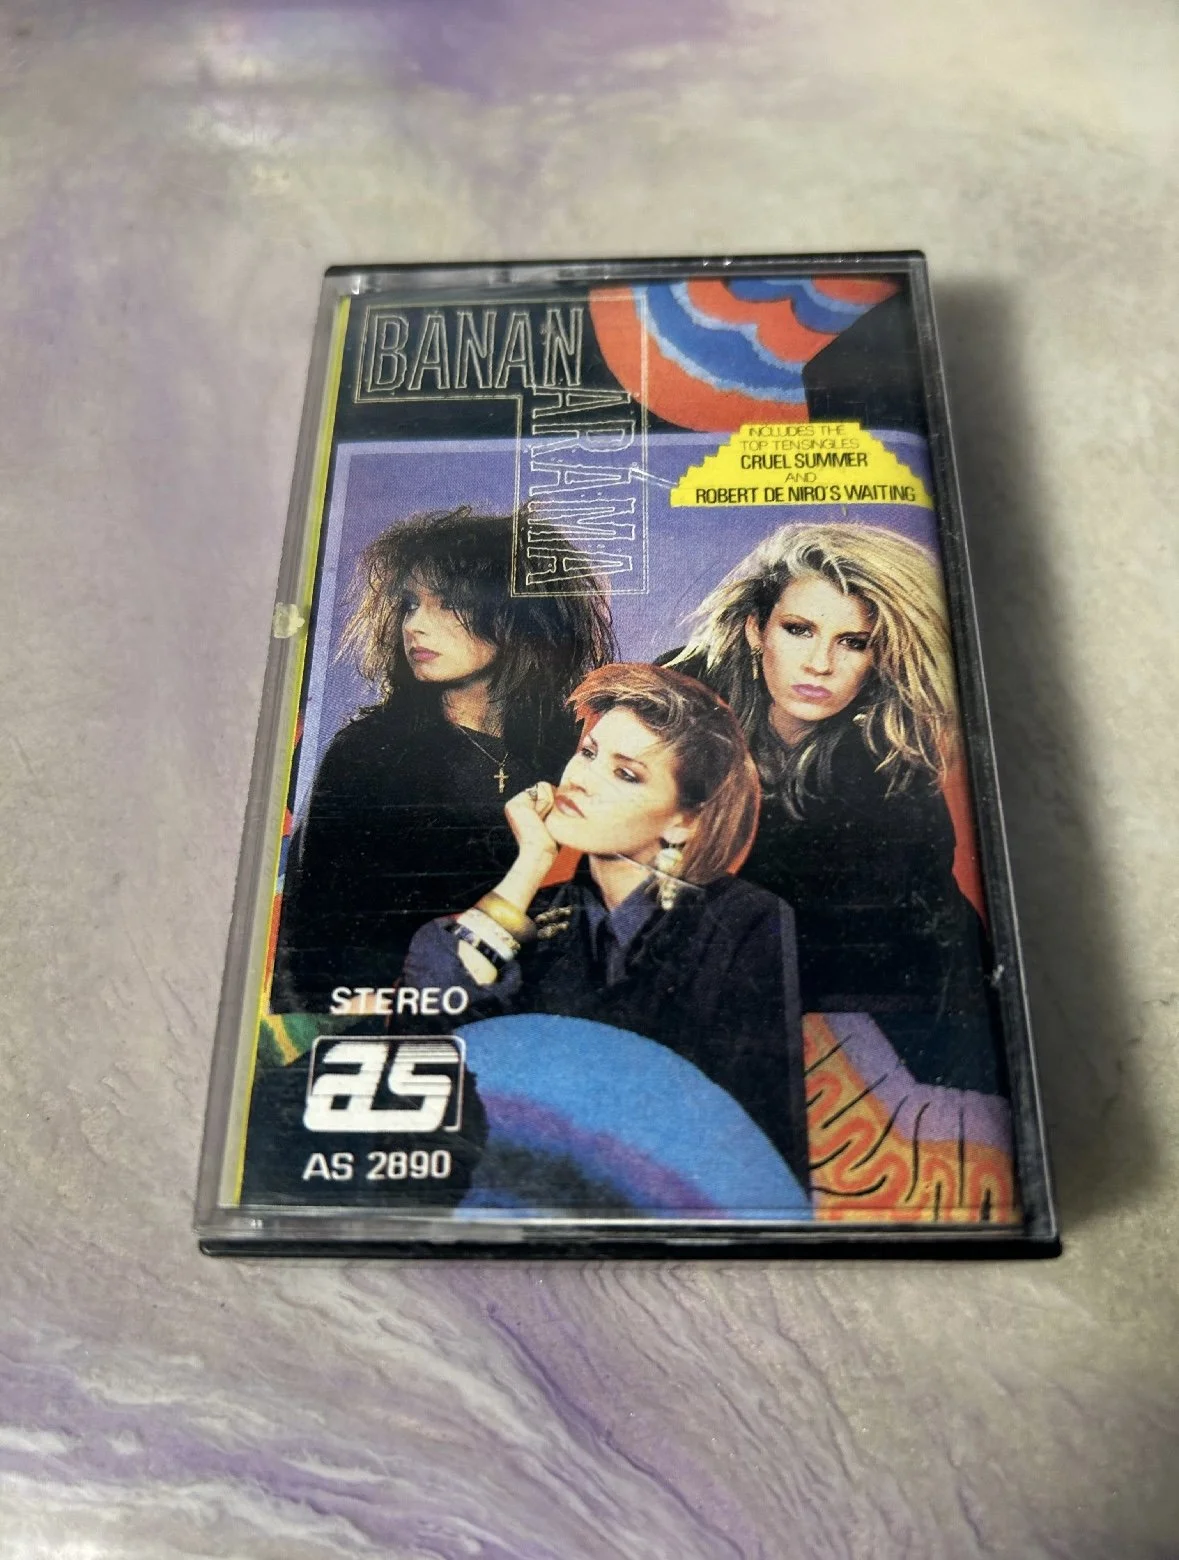 BANAN
ARAMA
INCLUDES THE
TOP TEN SINGLES
CRUEL SUMMER
AND
ROBERT DE NIRO'S WAITING
STEREO
as
AS 2890